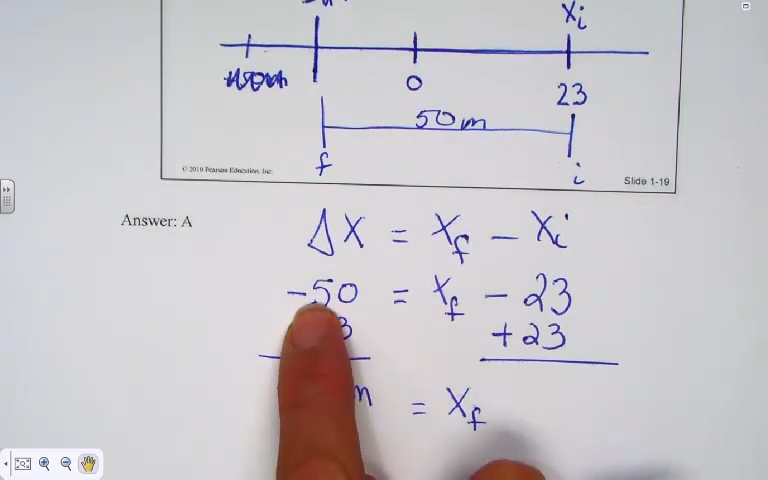 Xi
0
23
50m
f
i
© 2010 Pearson Education, Inc.
Slide 1-19
Answer: A
ΔX = Xf - Xi
-50 = Xf - 23
3 +23
m = Xf